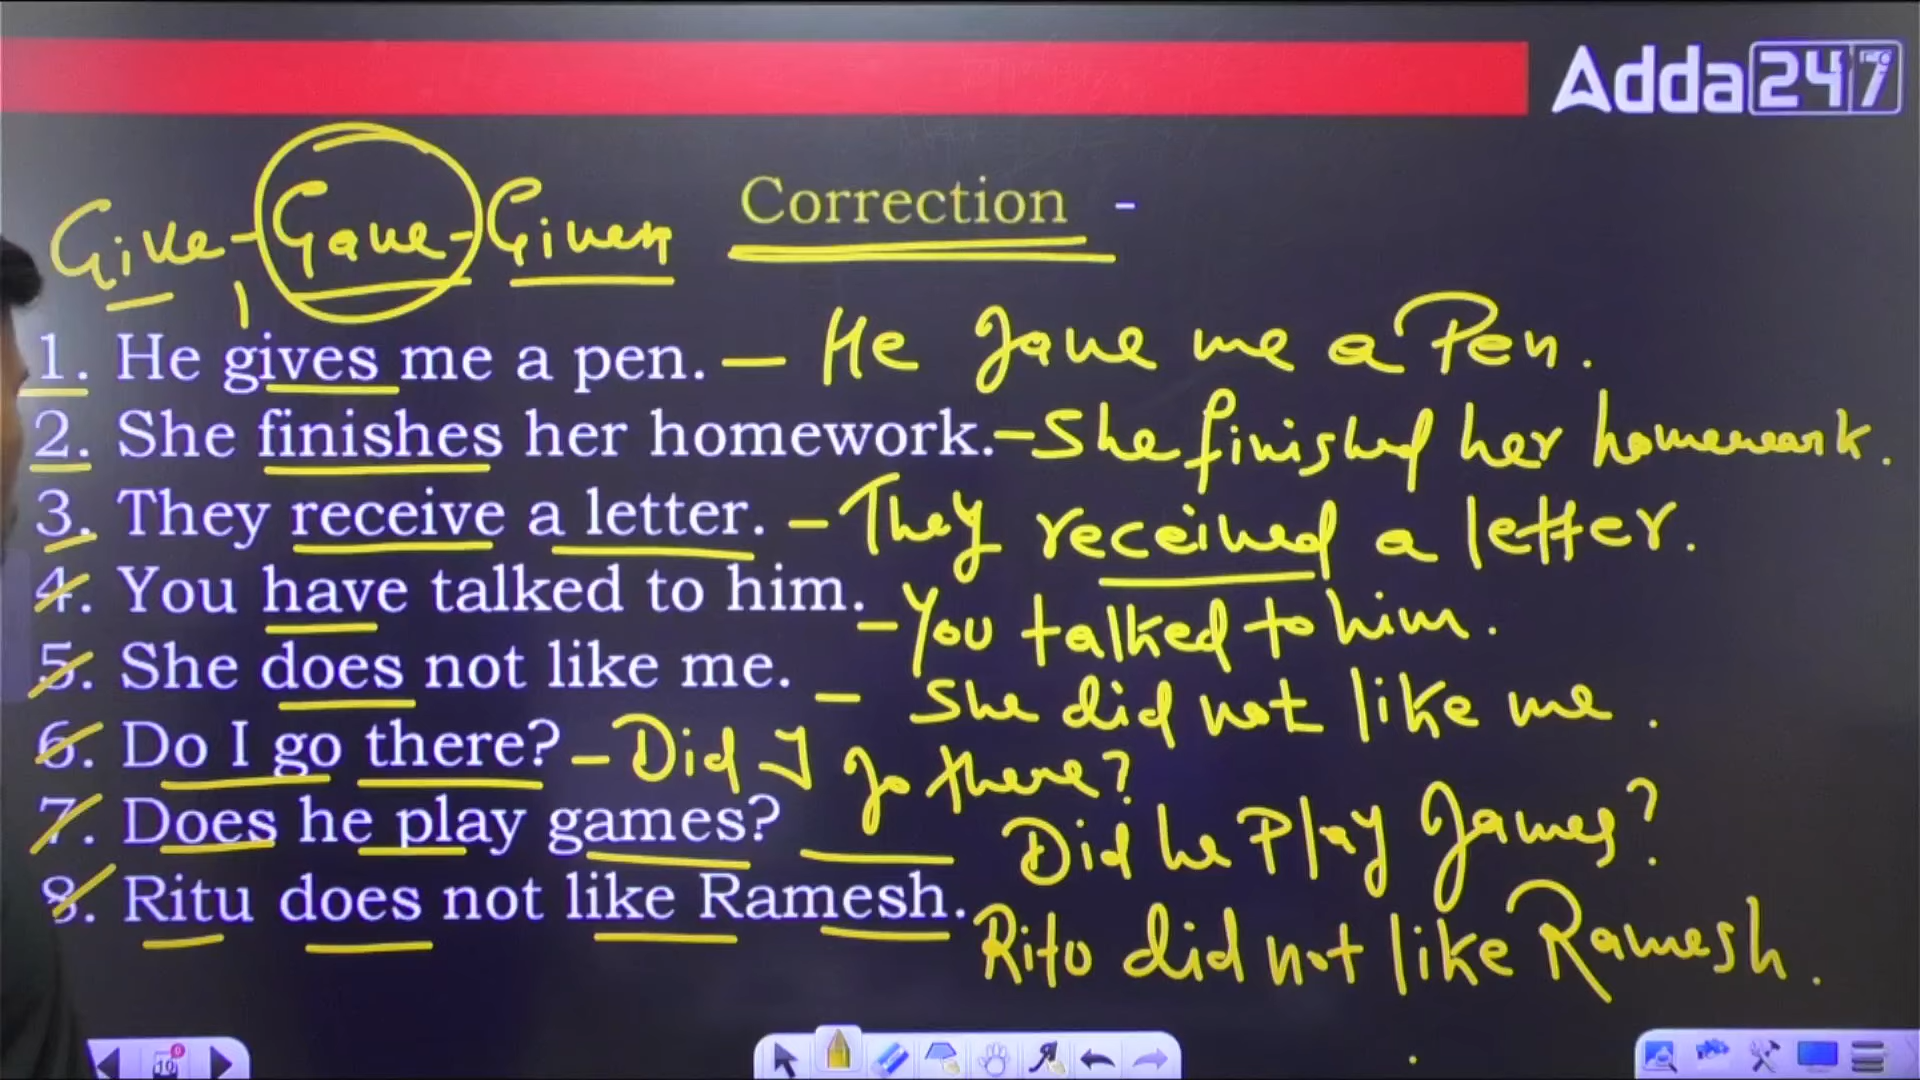 Adda247
Give - Gave - Given
Correction -
1. He gives me a pen. — He gave me a Pen.
2. She finishes her homework. — She finished her homework.
3. They receive a letter. — They received a letter.
4. You have talked to him. — You talked to him.
5. She does not like me. — She did not like me.
6. Do I go there? — Did I go there?
7. Does he play games? — Did he Play games?
8. Ritu does not like Ramesh. Ritu did not like Ramesh.
10